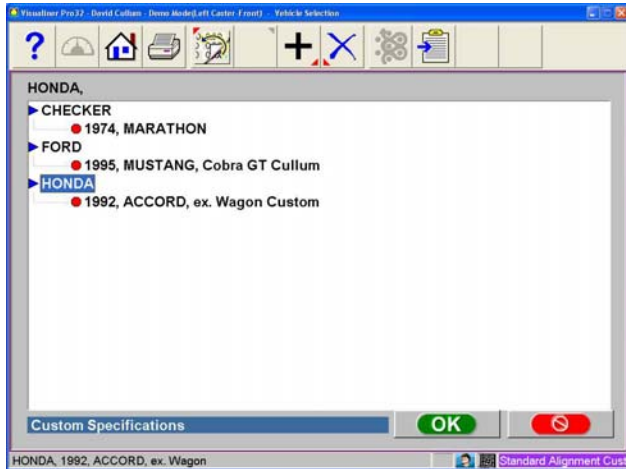 Visualiner Pro32 - David Cullum - Demo Mode(Left Caster-Front) - Vehicle Selection
?
HONDA,
CHECKER
1974, MARATHON
FORD
1995, MUSTANG, Cobra GT Cullum
HONDA
1992, ACCORD, ex. Wagon Custom
Custom Specifications
OK
HONDA, 1992, ACCORD, ex. Wagon
Standard Alignment Cust